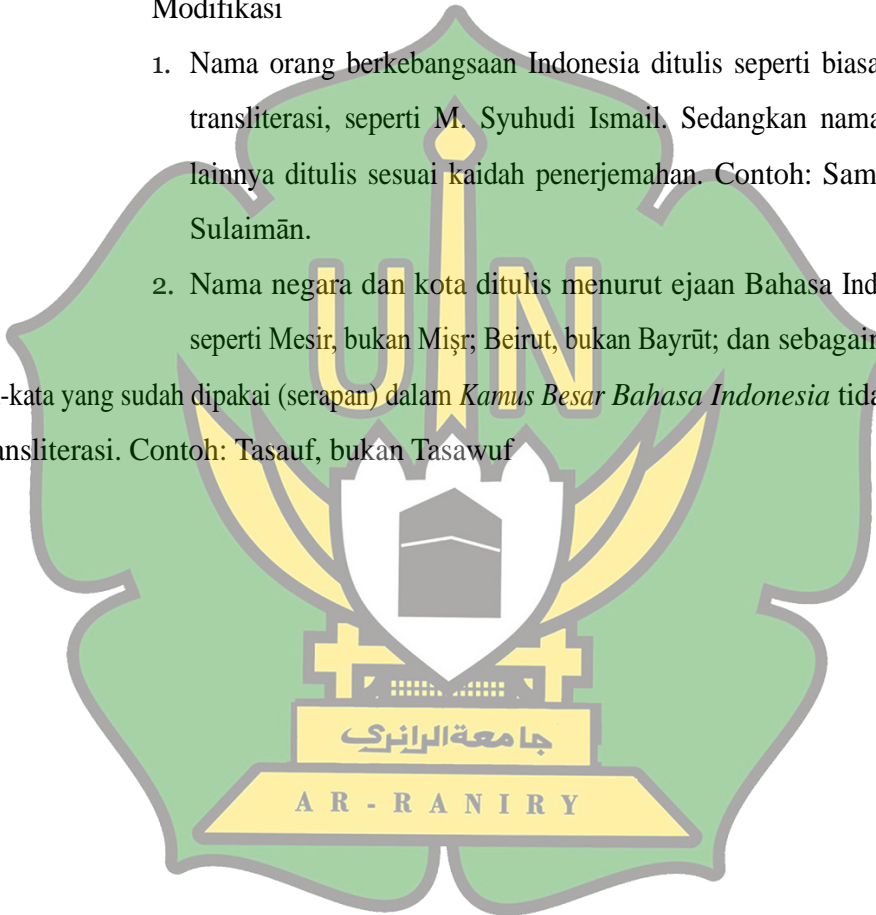 Modifikasi
1. Nama orang berkebangsaan Indonesia ditulis seperti biasa
transliterasi, seperti M. Syuhudi Ismail. Sedangkan nama
lainnya ditulis sesuai kaidah penerjemahan. Contoh: Sam
Sulaimān.
2. Nama negara dan kota ditulis menurut ejaan Bahasa Ind
seperti Mesir, bukan Miṣr; Beirut, bukan Bayrūt; dan sebagain
-kata yang sudah dipakai (serapan) dalam Kamus Besar Bahasa Indonesia tida
ansliterasi. Contoh: Tasauf, bukan Tasawuf
UIN
جامعة الرانري
AR-RANIRY